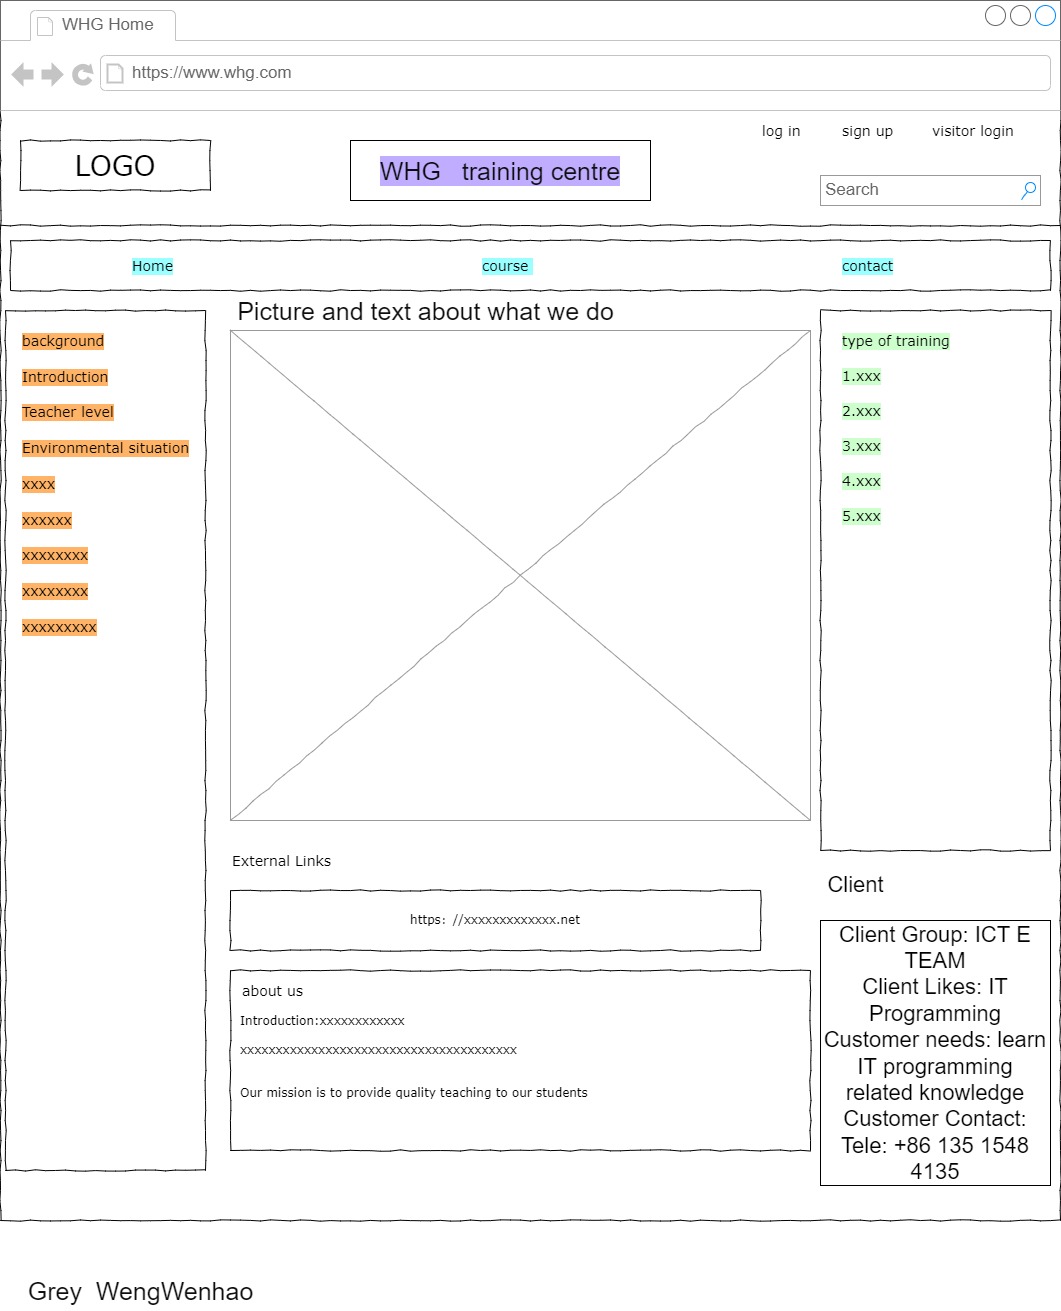 WHG Home
https://www.whg.com
log in sign up visitor login
LOGO
WHG training centre
Search
Home course contact
Picture and text about what we do
background
Introduction
Teacher level
Environmental situation
xxxx
xxxxxx
xxxxxxxx
xxxxxxxx
xxxxxxxxx
type of training
1.xxx
2.xxx
3.xxx
4.xxx
5.xxx
External Links
https: //xxxxxxxxxxxxx.net
about us
Introduction:xxxxxxxxxxxx
xxxxxxxxxxxxxxxxxxxxxxxxxxxxxxxxxxxxxxx
Our mission is to provide quality teaching to our students
Client
Client Group: ICT E
TEAM
Client Likes: IT
Programming
Customer needs: learn
IT programming
related knowledge
Customer Contact:
Tele: +86 135 1548
4135
Grey WengWenhao